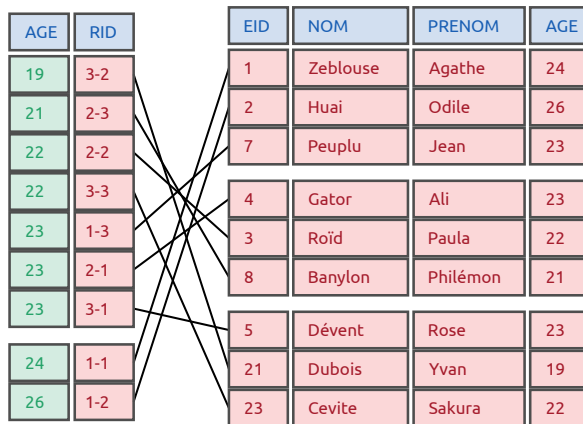 AGE RID
19 3-2
21 2-3
22 2-2
22 3-3
23 1-3
23 2-1
23 3-1
24 1-1
26 1-2
EID NOM PRENOM AGE
1 Zeblouse Agathe 24
2 Huai Odile 26
7 Peuplu Jean 23
4 Gator Ali 23
3 Roïd Paula 22
8 Banylon Philémon 21
5 Dévent Rose 23
21 Dubois Yvan 19
23 Cevite Sakura 22